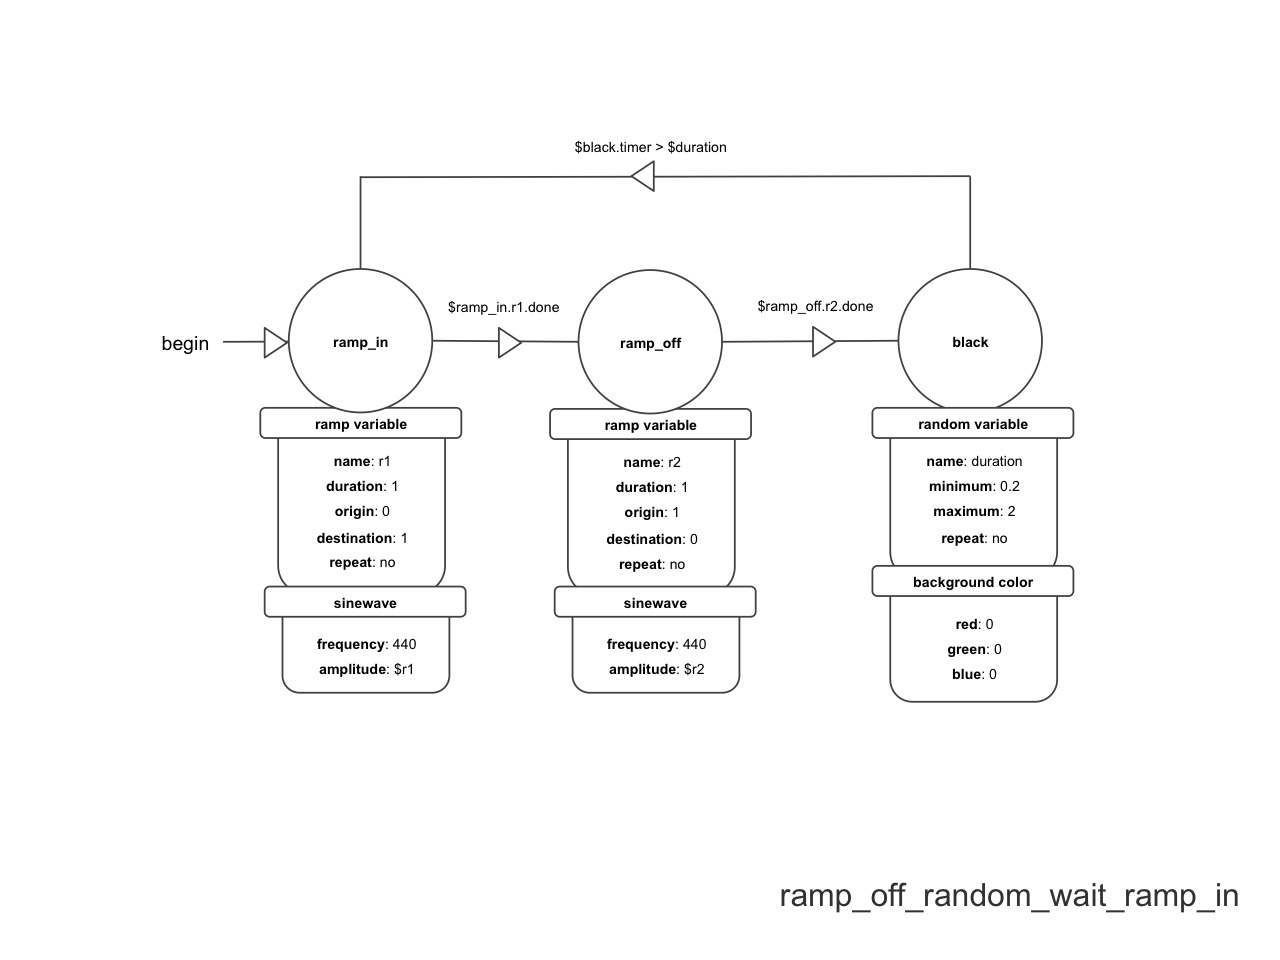 $black.timer > $duration
$ramp_in.r1.done
$ramp_off.r2.done
begin
ramp_in
ramp_off
black
ramp variable
name: r1
duration: 1
origin: 0
destination: 1
repeat: no
sinewave
frequency: 440
amplitude: $r1
ramp variable
name: r2
duration: 1
origin: 1
destination: 0
repeat: no
sinewave
frequency: 440
amplitude: $r2
random variable
name: duration
minimum: 0.2
maximum: 2
repeat: no
background color
red: 0
green: 0
blue: 0
ramp_off_random_wait_ramp_in